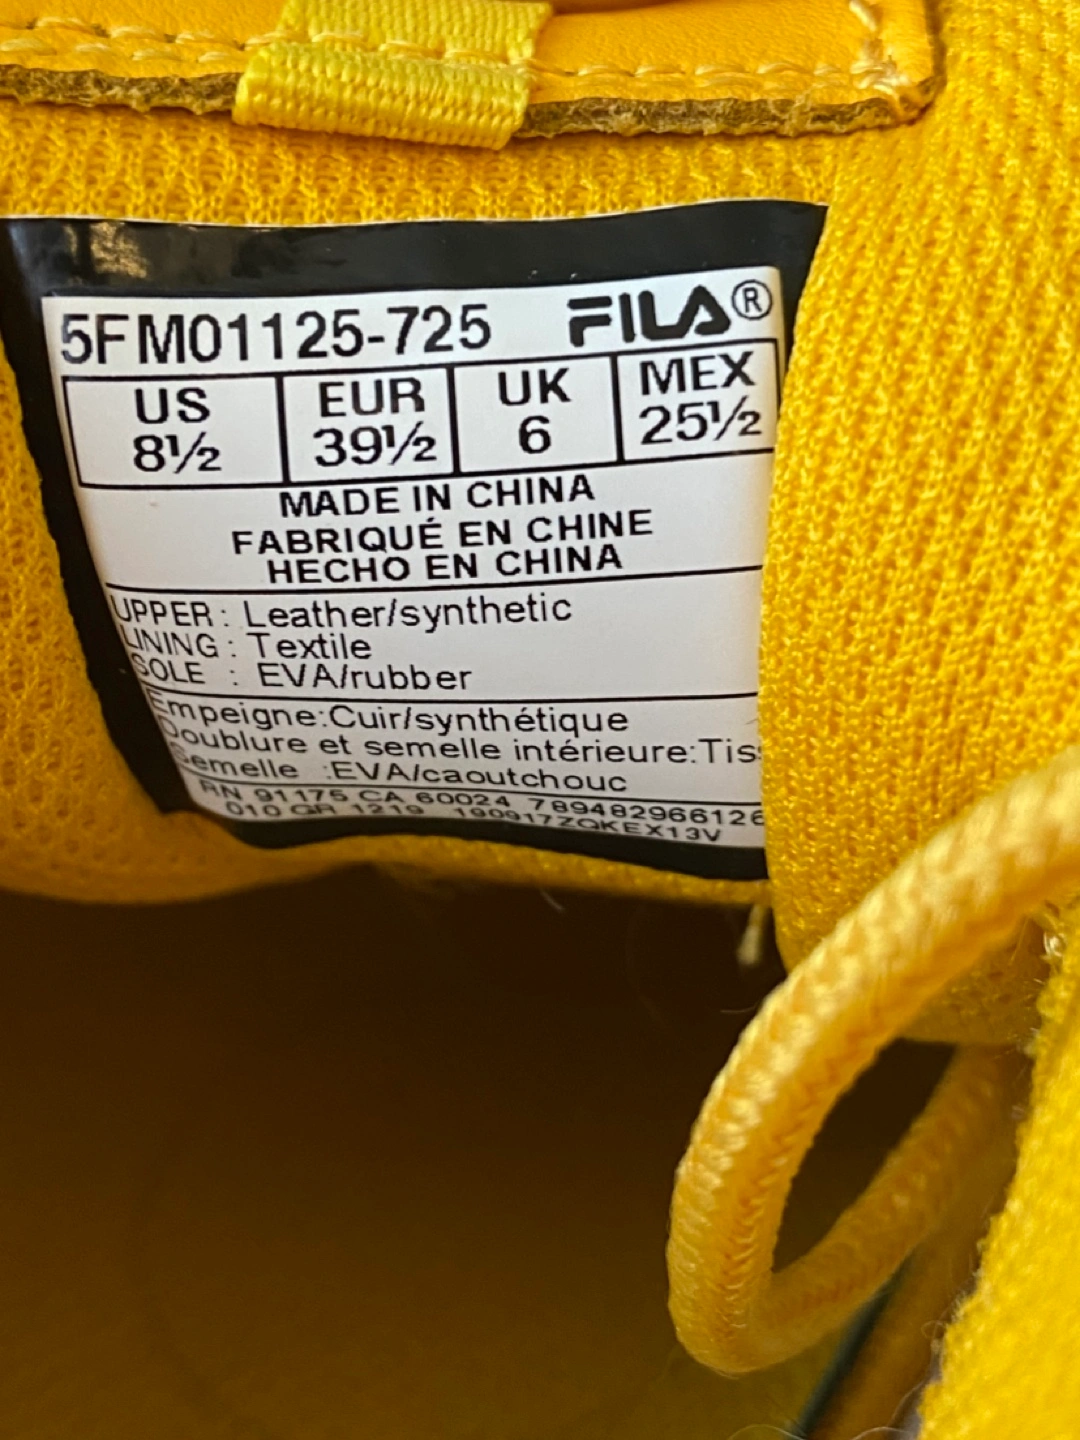 5FM01125-725 FILA®
US EUR UK MEX
8½ 39½ 6 25½
MADE IN CHINA
FABRIQUÉ EN CHINE
HECHO EN CHINA
UPPER: Leather/synthetic
LINING: Textile
SOLE : EVA/rubber
Empeigne:Cuir/synthétique
Doublure et semelle intérieure:Tiss
Semelle :EVA/caoutchouc
RN 91175 CA 60024 789482966126
010 GR 1219 190917ZQKEX13V